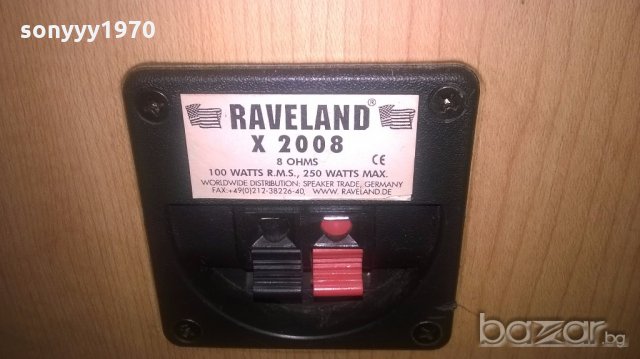 sonyyy1970
RAVELAND®
X 2008
8 OHMS
CE
100 WATTS R.M.S., 250 WATTS MAX.
WORLDWIDE DISTRIBUTION: SPEAKER TRADE, GERMANY
FAX:+49(0)212-38226-40, WWW. RAVELAND.DE
bazar.bg